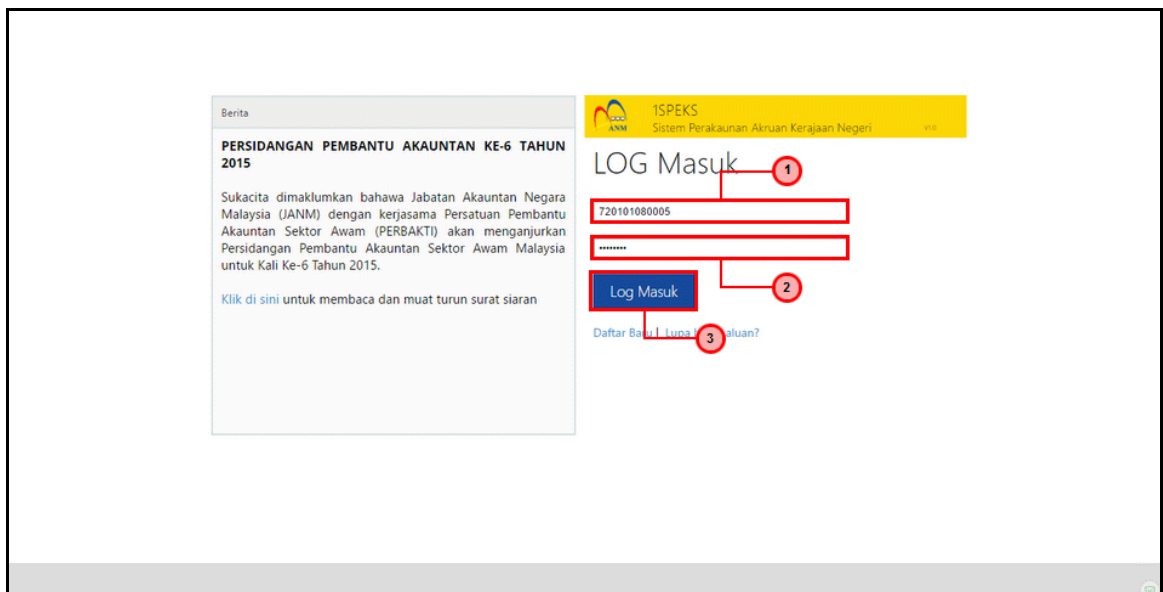 Berita
PERSIDANGAN PEMBANTU AKAUNTAN KE-6 TAHUN
2015
Sukacita dimaklumkan bahawa Jabatan Akauntan Negara
Malaysia (JANM) dengan kerjasama Persatuan Pembantu
Akauntan Sektor Awam (PERBAKTI) akan menganjurkan
Persidangan Pembantu Akauntan Sektor Awam Malaysia
untuk Kali Ke-6 Tahun 2015.
Klik di sini untuk membaca dan muat turun surat siaran
ANM
1SPEKS
Sistem Perakaunan Akruan Kerajaan Negeri
LOG Masuk
1
720101080005
••••••••
Log Masuk
2
Daftar Baru | Lupa
3